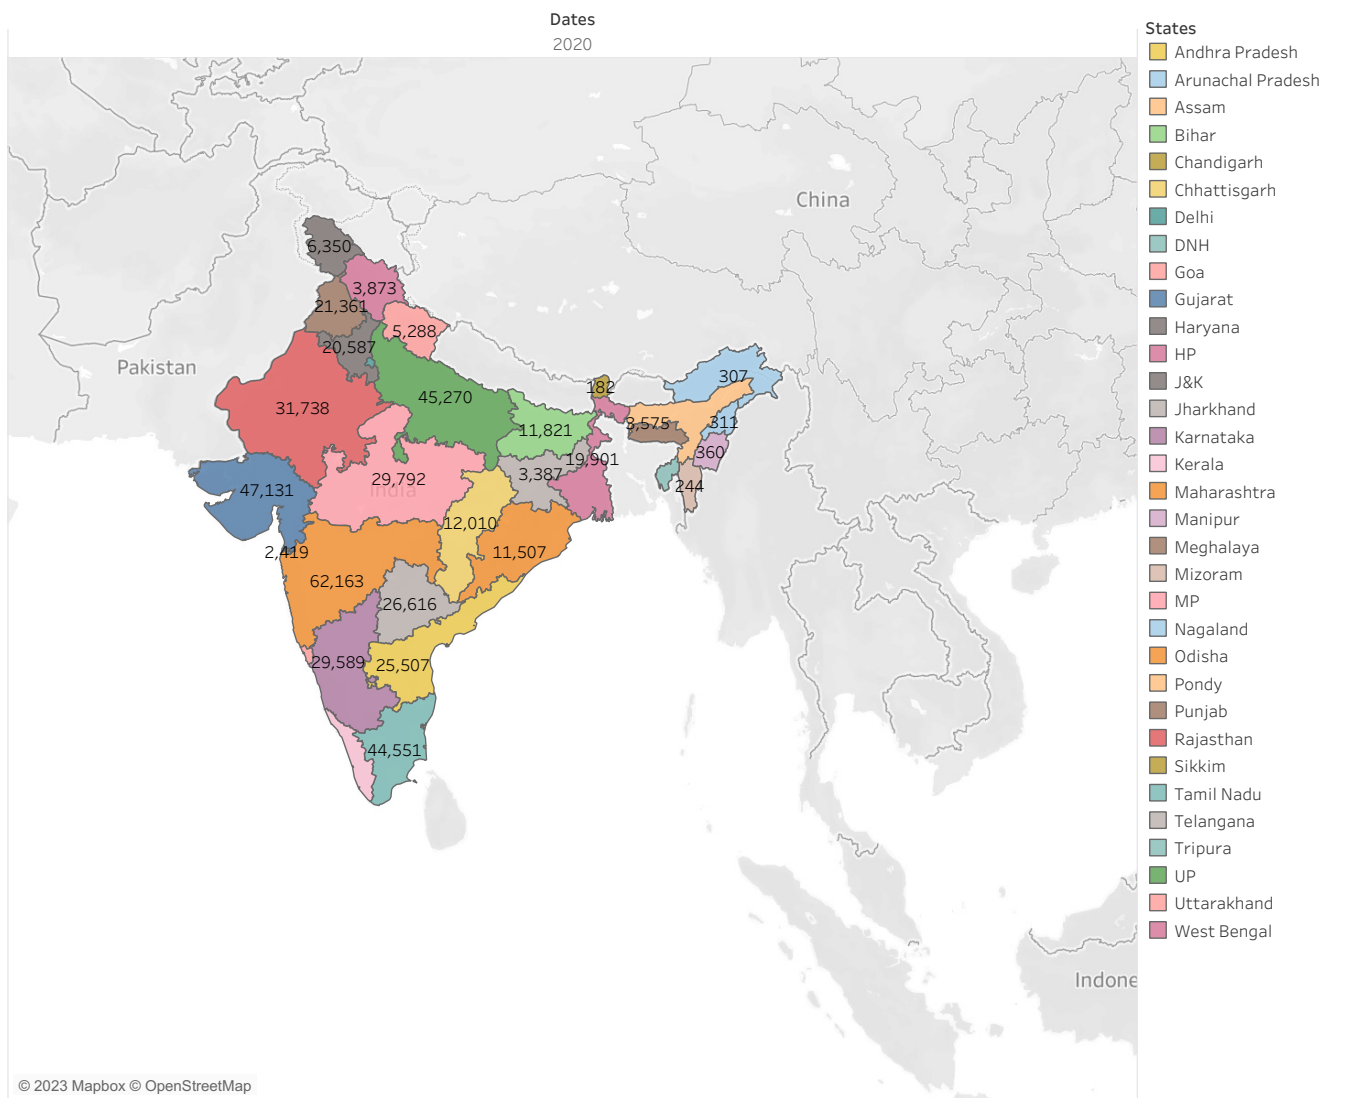 Dates
2020
China
Pakistan
India
Indone
6,350
3,873
21,361
5,288
20,587
31,738
45,270
182
307
11,821
3,575
311
19,901
360
3,387
244
29,792
47,131
12,010
2,419
11,507
62,163
26,616
29,589
25,507
44,551
© 2023 Mapbox © OpenStreetMap
States
Andhra Pradesh
Arunachal Pradesh
Assam
Bihar
Chandigarh
Chhattisgarh
Delhi
DNH
Goa
Gujarat
Haryana
HP
J&K
Jharkhand
Karnataka
Kerala
Maharashtra
Manipur
Meghalaya
Mizoram
MP
Nagaland
Odisha
Pondy
Punjab
Rajasthan
Sikkim
Tamil Nadu
Telangana
Tripura
UP
Uttarakhand
West Bengal